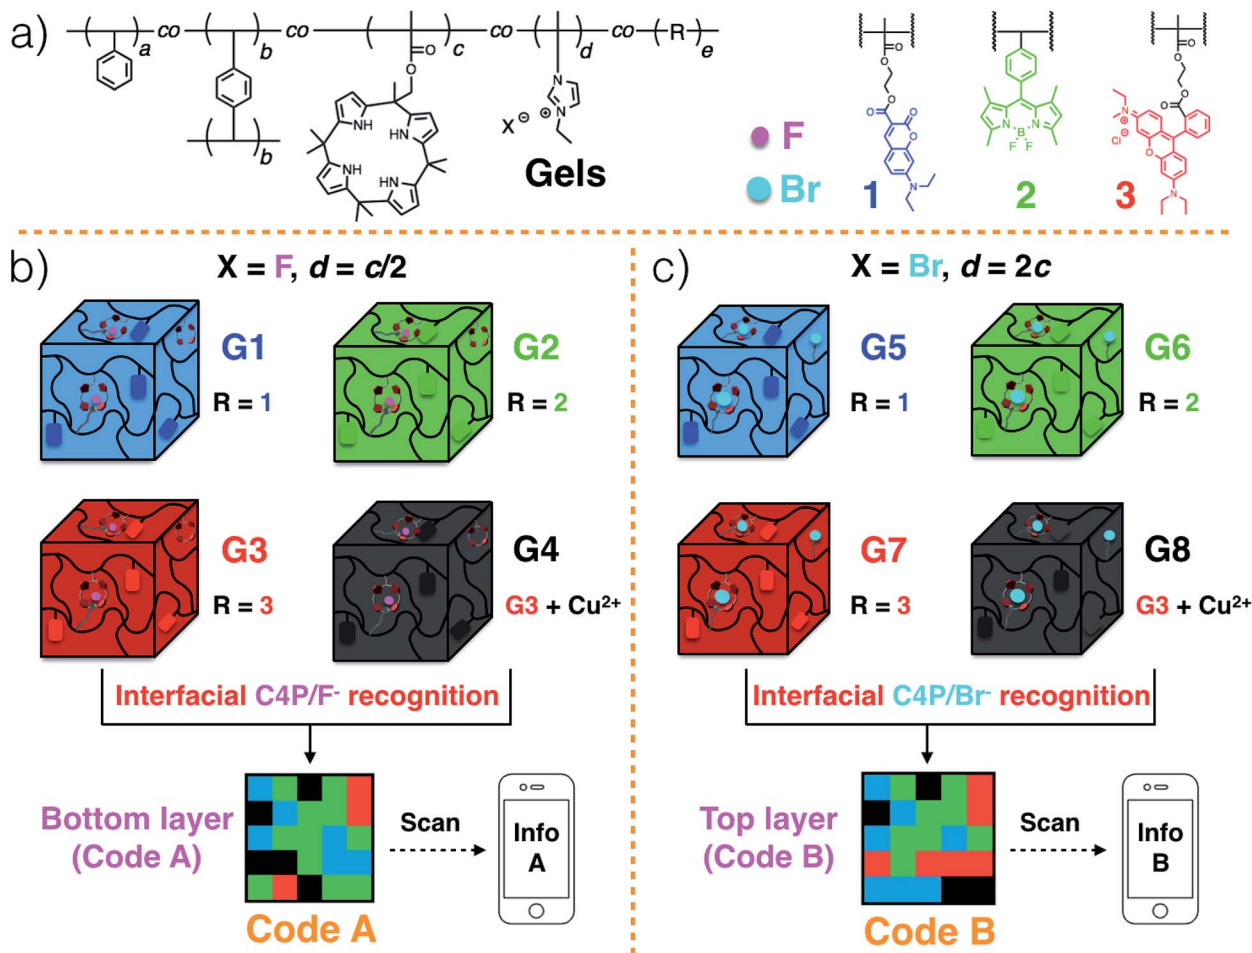 a)
a co b co c co d co R e
O
O
NH
HN
NH
HN
N
N
X⊖
Gels
F
Br
O
O
O
O
O
O
N
1
N
B
N
F
F
2
O
O
O
O
N
Cl⊖
O
N
3
b) X = F, d = c/2
G1
R = 1
G2
R = 2
G3
R = 3
G4
G3 + Cu²⁺
Interfacial C4P/F⁻ recognition
Bottom layer
(Code A)
Scan
Info
A
Code A
c) X = Br, d = 2c
G5
R = 1
G6
R = 2
G7
R = 3
G8
G3 + Cu²⁺
Interfacial C4P/Br⁻ recognition
Top layer
(Code B)
Scan
Info
B
Code B